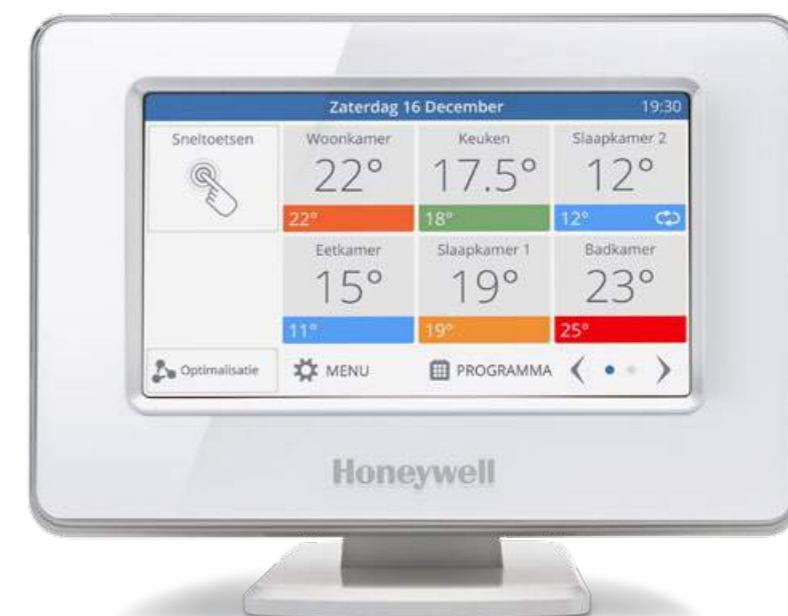 Zaterdag 16 December 19:30
Sneltoetsen
Woonkamer Keuken Slaapkamer 2
22° 17.5° 12°
22° 18° 12°
Eetkamer Slaapkamer 1 Badkamer
15° 19° 23°
11° 19° 25°
Optimalisatie MENU PROGRAMMA
Honeywell